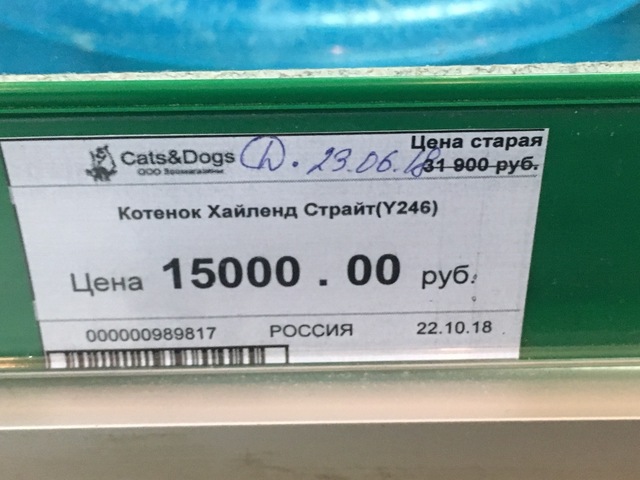 Cats&Dogs
ООО Зоомагазины
D. 23.06.18
Цена старая
31 900 руб.
Котенок Хайленд Страйт(Y246)
Цена 15000 . 00 руб.
000000989817 РОССИЯ 22.10.18